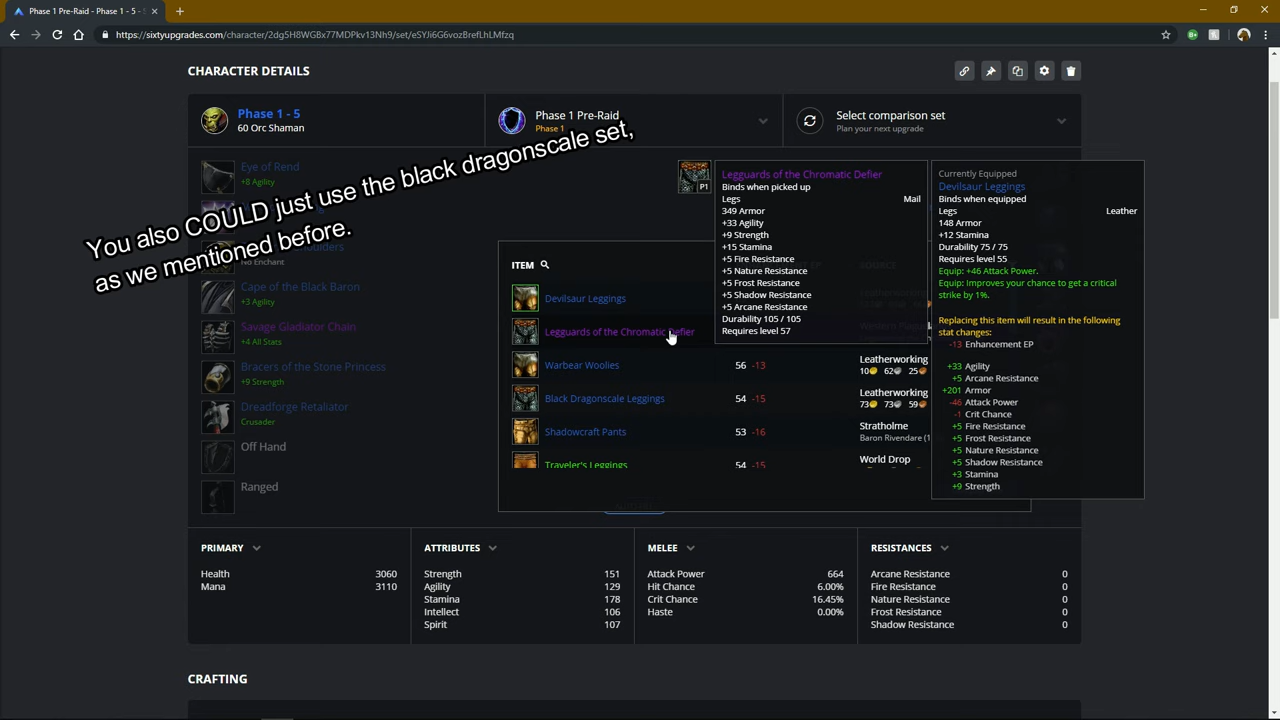 Phase 1 Pre-Raid - Phase 1 - 5 -
https://sixtyupgrades.com/character/2dg5H8WGBx77MDPkv13Nh9/set/eSYJi6G6vozBrefLhLMfzq
CHARACTER DETAILS
Phase 1 - 5
60 Orc Shaman
Phase 1 Pre-Raid
Phase 1
Select comparison set
Plan your next upgrade
You also COULD just use the black dragonscale set,
as we mentioned before.
Eye of Rend
+8 Agility
Shoulders
No Enchant
Cape of the Black Baron
+3 Agility
Savage Gladiator Chain
+4 All Stats
Bracers of the Stone Princess
+9 Strength
Dreadforge Retaliator
Crusader
Off Hand
Ranged
ITEM
EP
SOURCE
Devilsaur Leggings
Leatherworking
Legguards of the Chromatic Defier
Western
Warbear Woolies
56 -13
Leatherworking
10 62 25
Black Dragonscale Leggings
54 -15
Leatherworking
73 73 59
Shadowcraft Pants
53 -16
Stratholme
Baron Rivendare (1
Traveler's Leggings
54 -15
World Drop
P1
Legguards of the Chromatic Defier
Binds when picked up
Legs Mail
349 Armor
+33 Agility
+9 Strength
+15 Stamina
+5 Fire Resistance
+5 Nature Resistance
+5 Frost Resistance
+5 Shadow Resistance
+5 Arcane Resistance
Durability 105 / 105
Requires level 57
Currently Equipped
Devilsaur Leggings
Binds when equipped
Legs Leather
148 Armor
+12 Stamina
Durability 75 / 75
Requires level 55
Equip: +46 Attack Power.
Equip: Improves your chance to get a critical
strike by 1%.
Replacing this item will result in the following
stat changes:
-13 Enhancement EP
+33 Agility
+5 Arcane Resistance
+201 Armor
-46 Attack Power
-1 Crit Chance
+5 Fire Resistance
+5 Frost Resistance
+5 Nature Resistance
+5 Shadow Resistance
+3 Stamina
+9 Strength
PRIMARY
Health 3060
Mana 3110
ATTRIBUTES
Strength 151
Agility 129
Stamina 178
Intellect 106
Spirit 107
MELEE
Attack Power 664
Hit Chance 6.00%
Crit Chance 16.45%
Haste 0.00%
RESISTANCES
Arcane Resistance 0
Fire Resistance 0
Nature Resistance 0
Frost Resistance 0
Shadow Resistance 0
CRAFTING